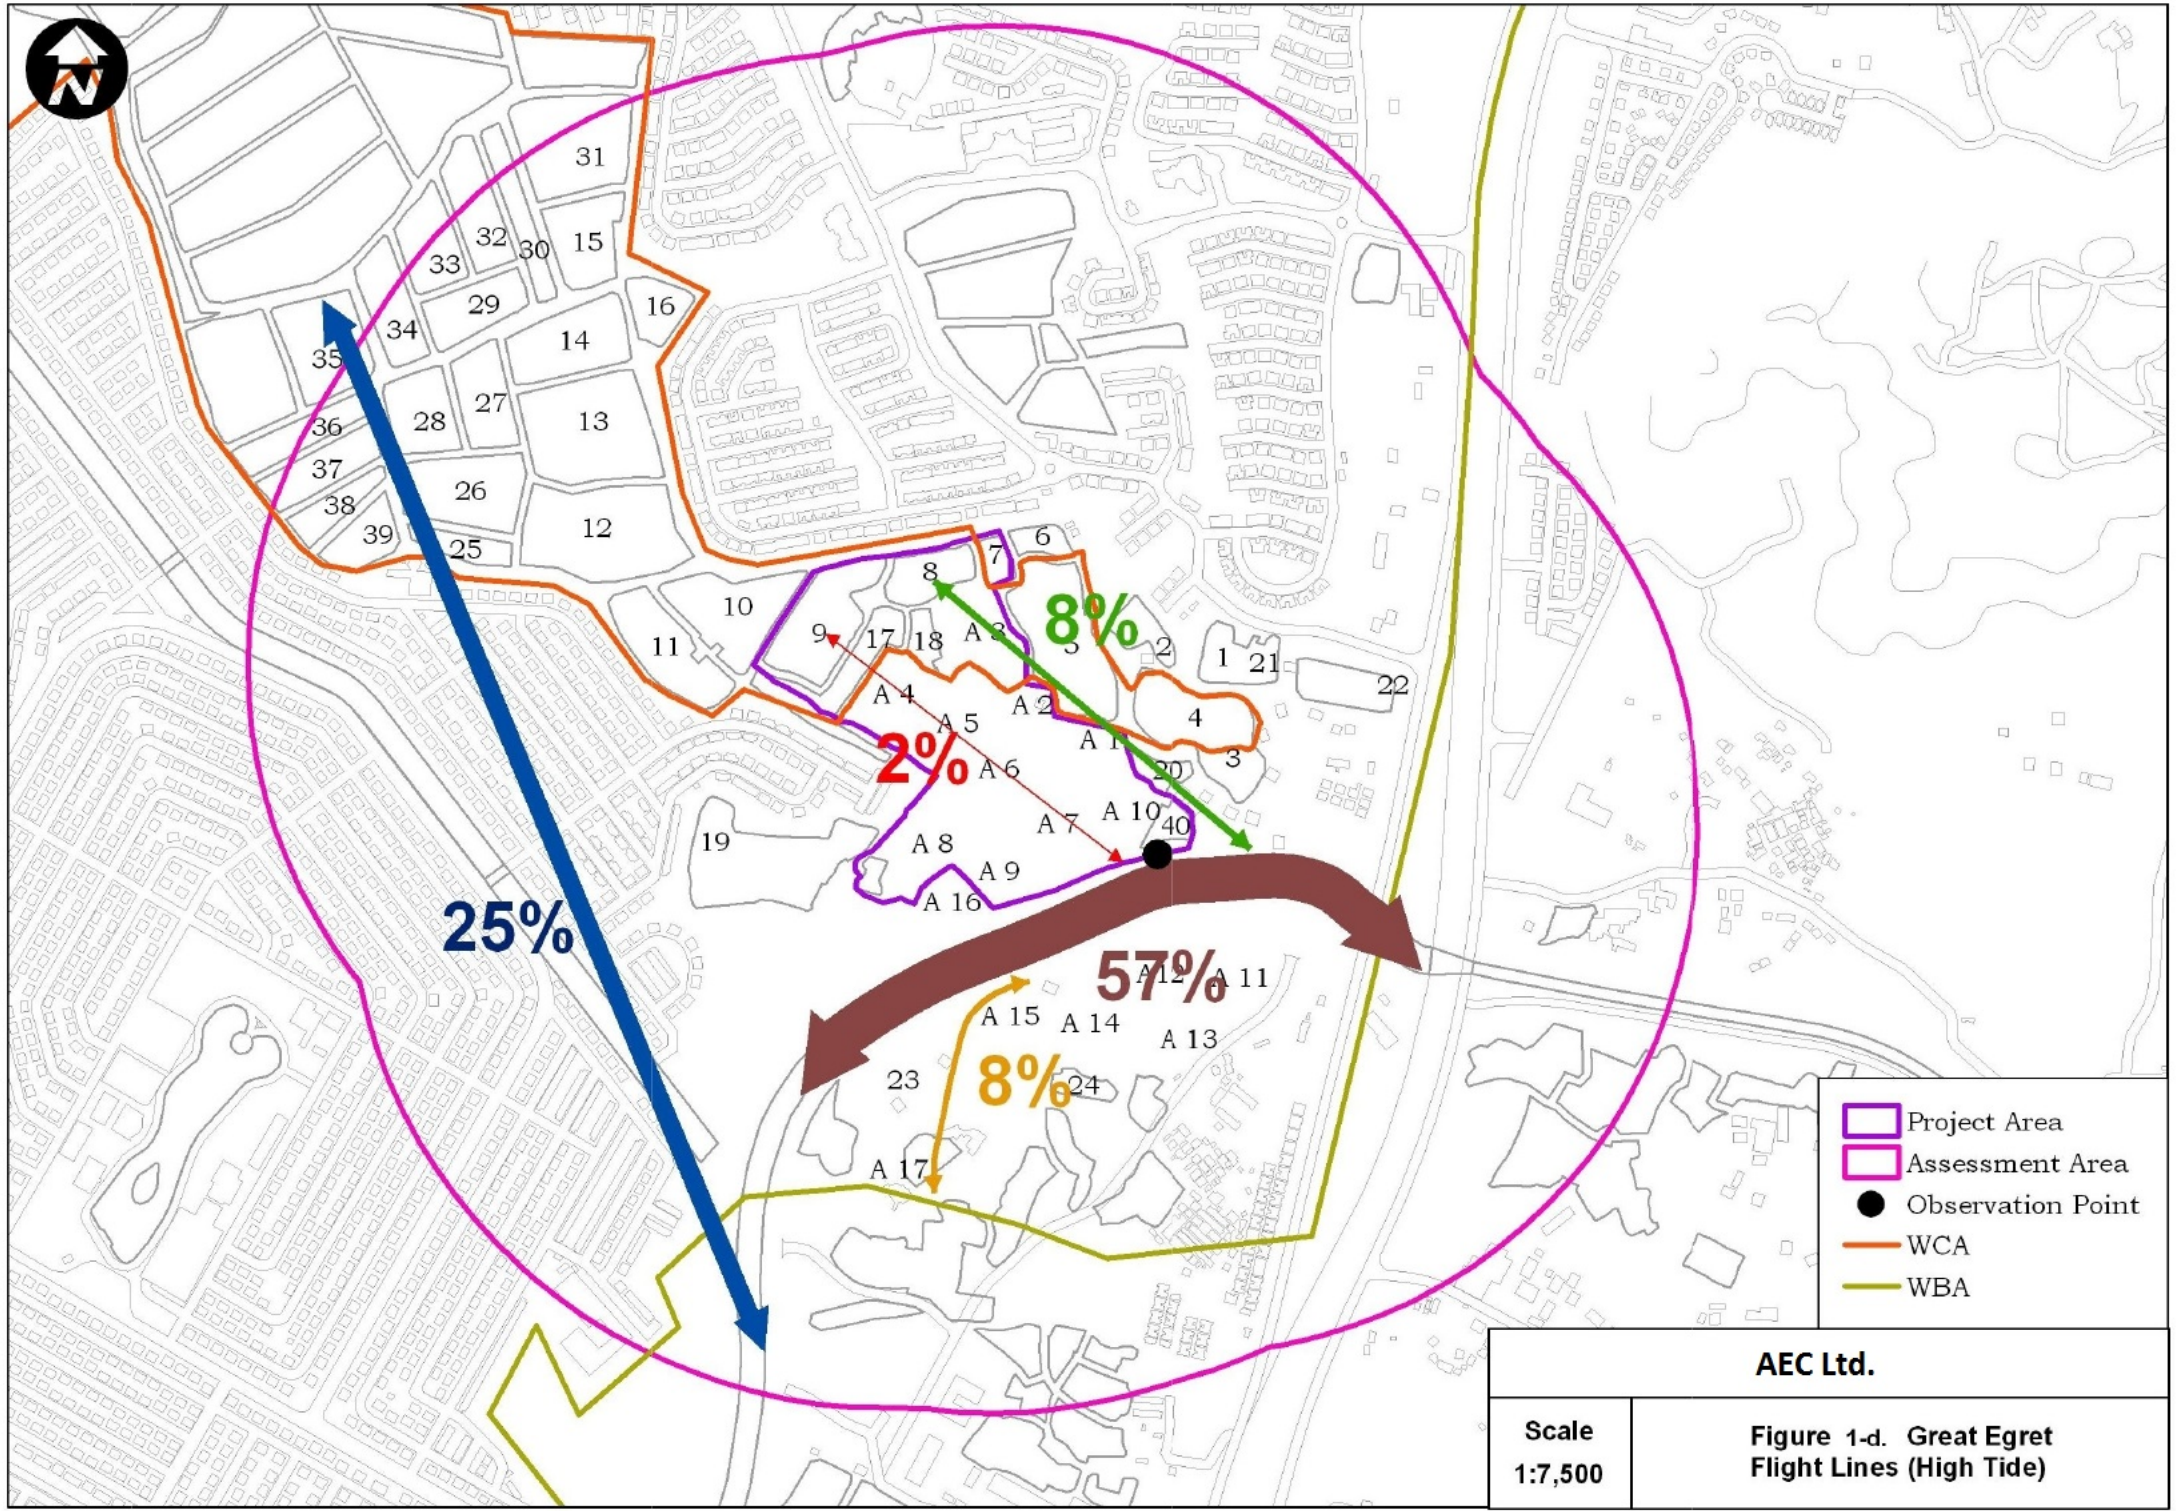 N
31
32
30
15
33
29
16
34
14
35
27
28
13
36
37
26
38
12
39
25
6
7
8
10
8%
9
17
18
A 3
5
2
11
1
21
22
A 4
A 2
4
A 5
A 1
2%
A 6
3
20
A 10
A 7
40
19
A 8
A 9
A 16
25%
57%
A12
A 11
A 15
A 14
A 13
23
8%
24
A 17
Project Area
Assessment Area
Observation Point
WCA
WBA
AEC Ltd.
Scale
1:7,500
Figure 1-d. Great Egret
Flight Lines (High Tide)